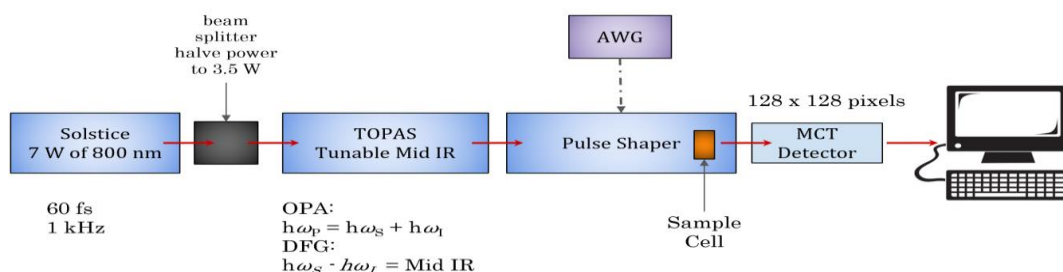 beam
splitter
halve power
to 3.5 W
AWG
128 x 128 pixels
Solstice
7 W of 800 nm
TOPAS
Tunable Mid IR
Pulse Shaper
MCT
Detector
60 fs
1 kHz
OPA:
hω_P = hω_S + hω_I
DFG:
hω_S - hω_I = Mid IR
Sample
Cell